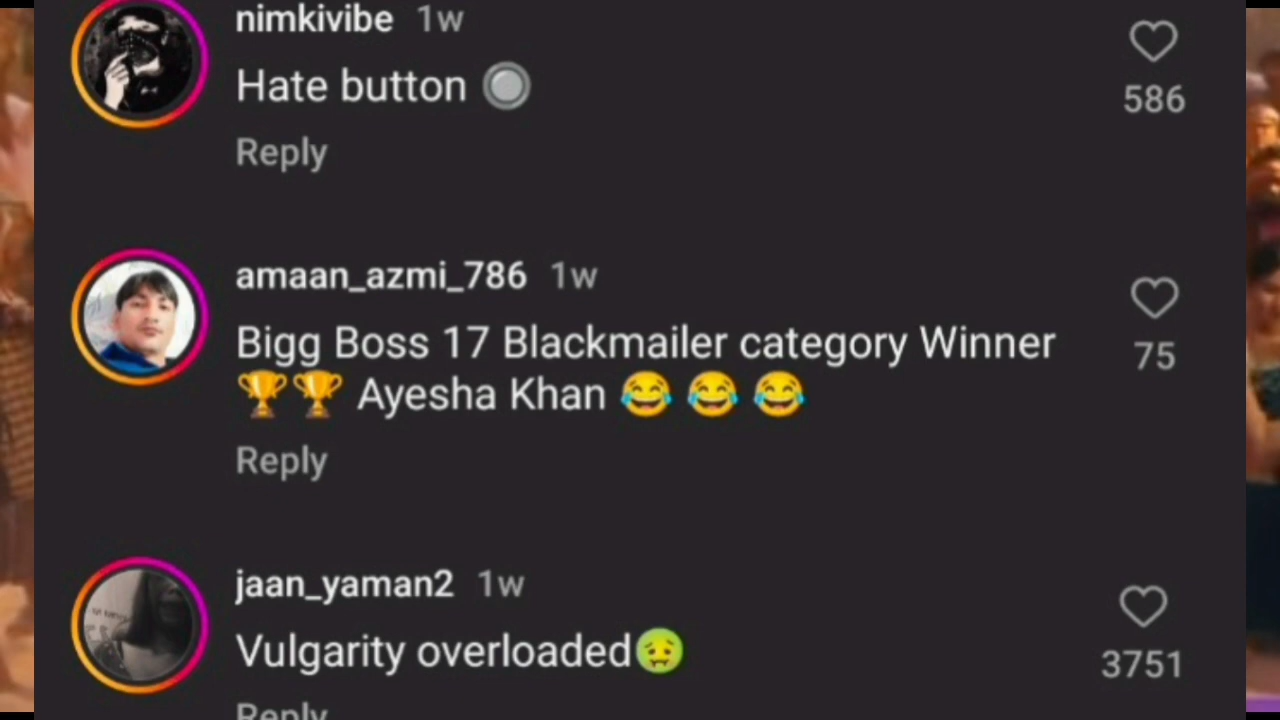 nimkivibe 1w
Hate button 🔘
586
Reply
amaan_azmi_786 1w
Bigg Boss 17 Blackmailer category Winner
🏆🏆 Ayesha Khan 😂 😂 😂
75
Reply
jaan_yaman2 1w
Vulgarity overloaded🤢
3751
Reply